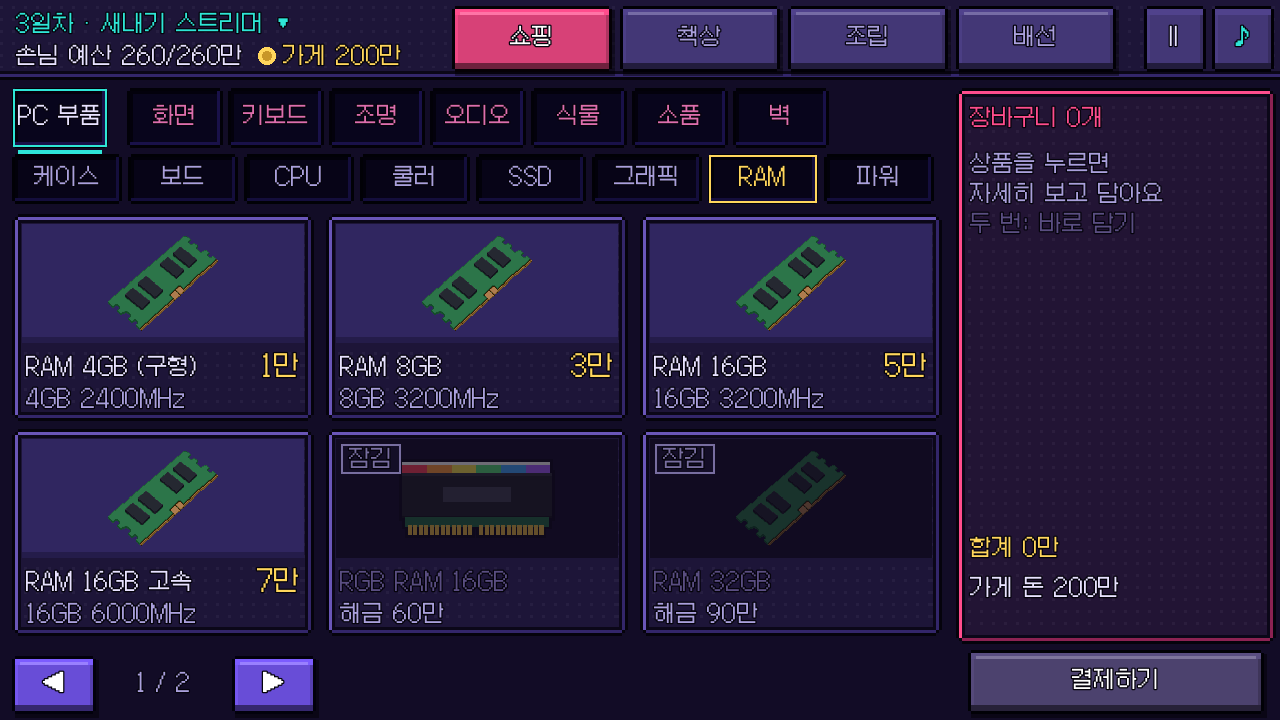 3일차 · 새내기 스트리머 ▼
손님 예산 260/260만 가게 200만
쇼핑 책상 조립 배선
PC 부품 화면 키보드 조명 오디오 식물 소품 벽
케이스 보드 CPU 쿨러 SSD 그래픽 RAM 파워
RAM 4GB (구형) 1만
4GB 2400MHz
RAM 8GB 3만
8GB 3200MHz
RAM 16GB 5만
16GB 3200MHz
RAM 16GB 고속 7만
16GB 6000MHz
잠김
RGB RAM 16GB
해금 60만
잠김
RAM 32GB
해금 90만
1 / 2
장바구니 0개
상품을 누르면
자세히 보고 담아요
두 번: 바로 담기
합계 0만
가게 돈 200만
결제하기